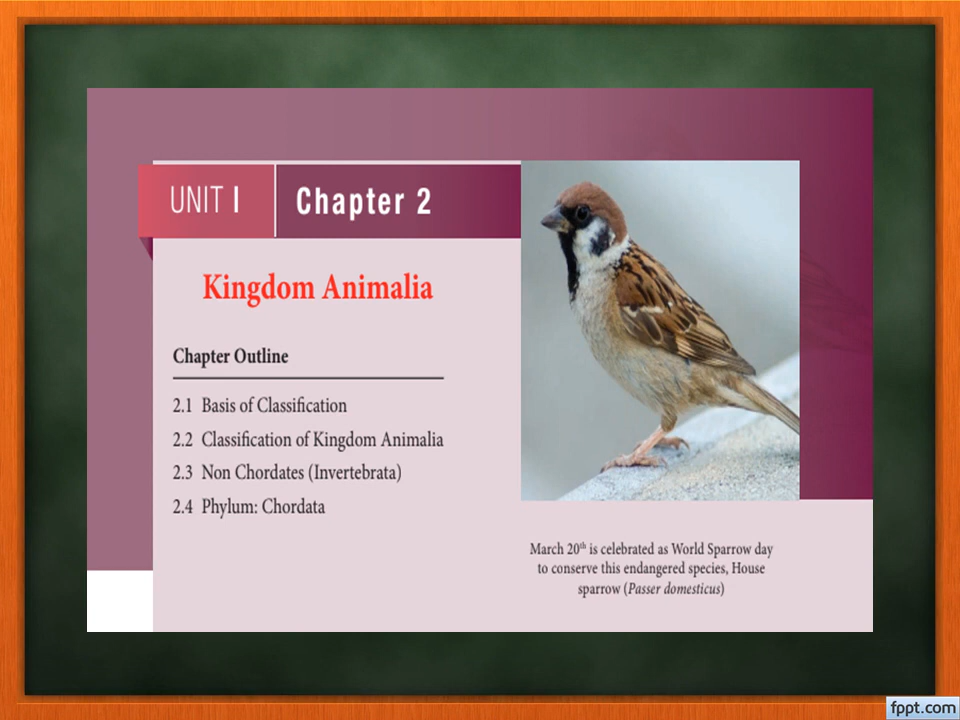 UNIT I
Chapter 2
Kingdom Animalia
Chapter Outline
2.1 Basis of Classification
2.2 Classification of Kingdom Animalia
2.3 Non Chordates (Invertebrata)
2.4 Phylum: Chordata
March 20th is celebrated as World Sparrow day
to conserve this endangered species, House
sparrow (Passer domesticus)
fppt.com